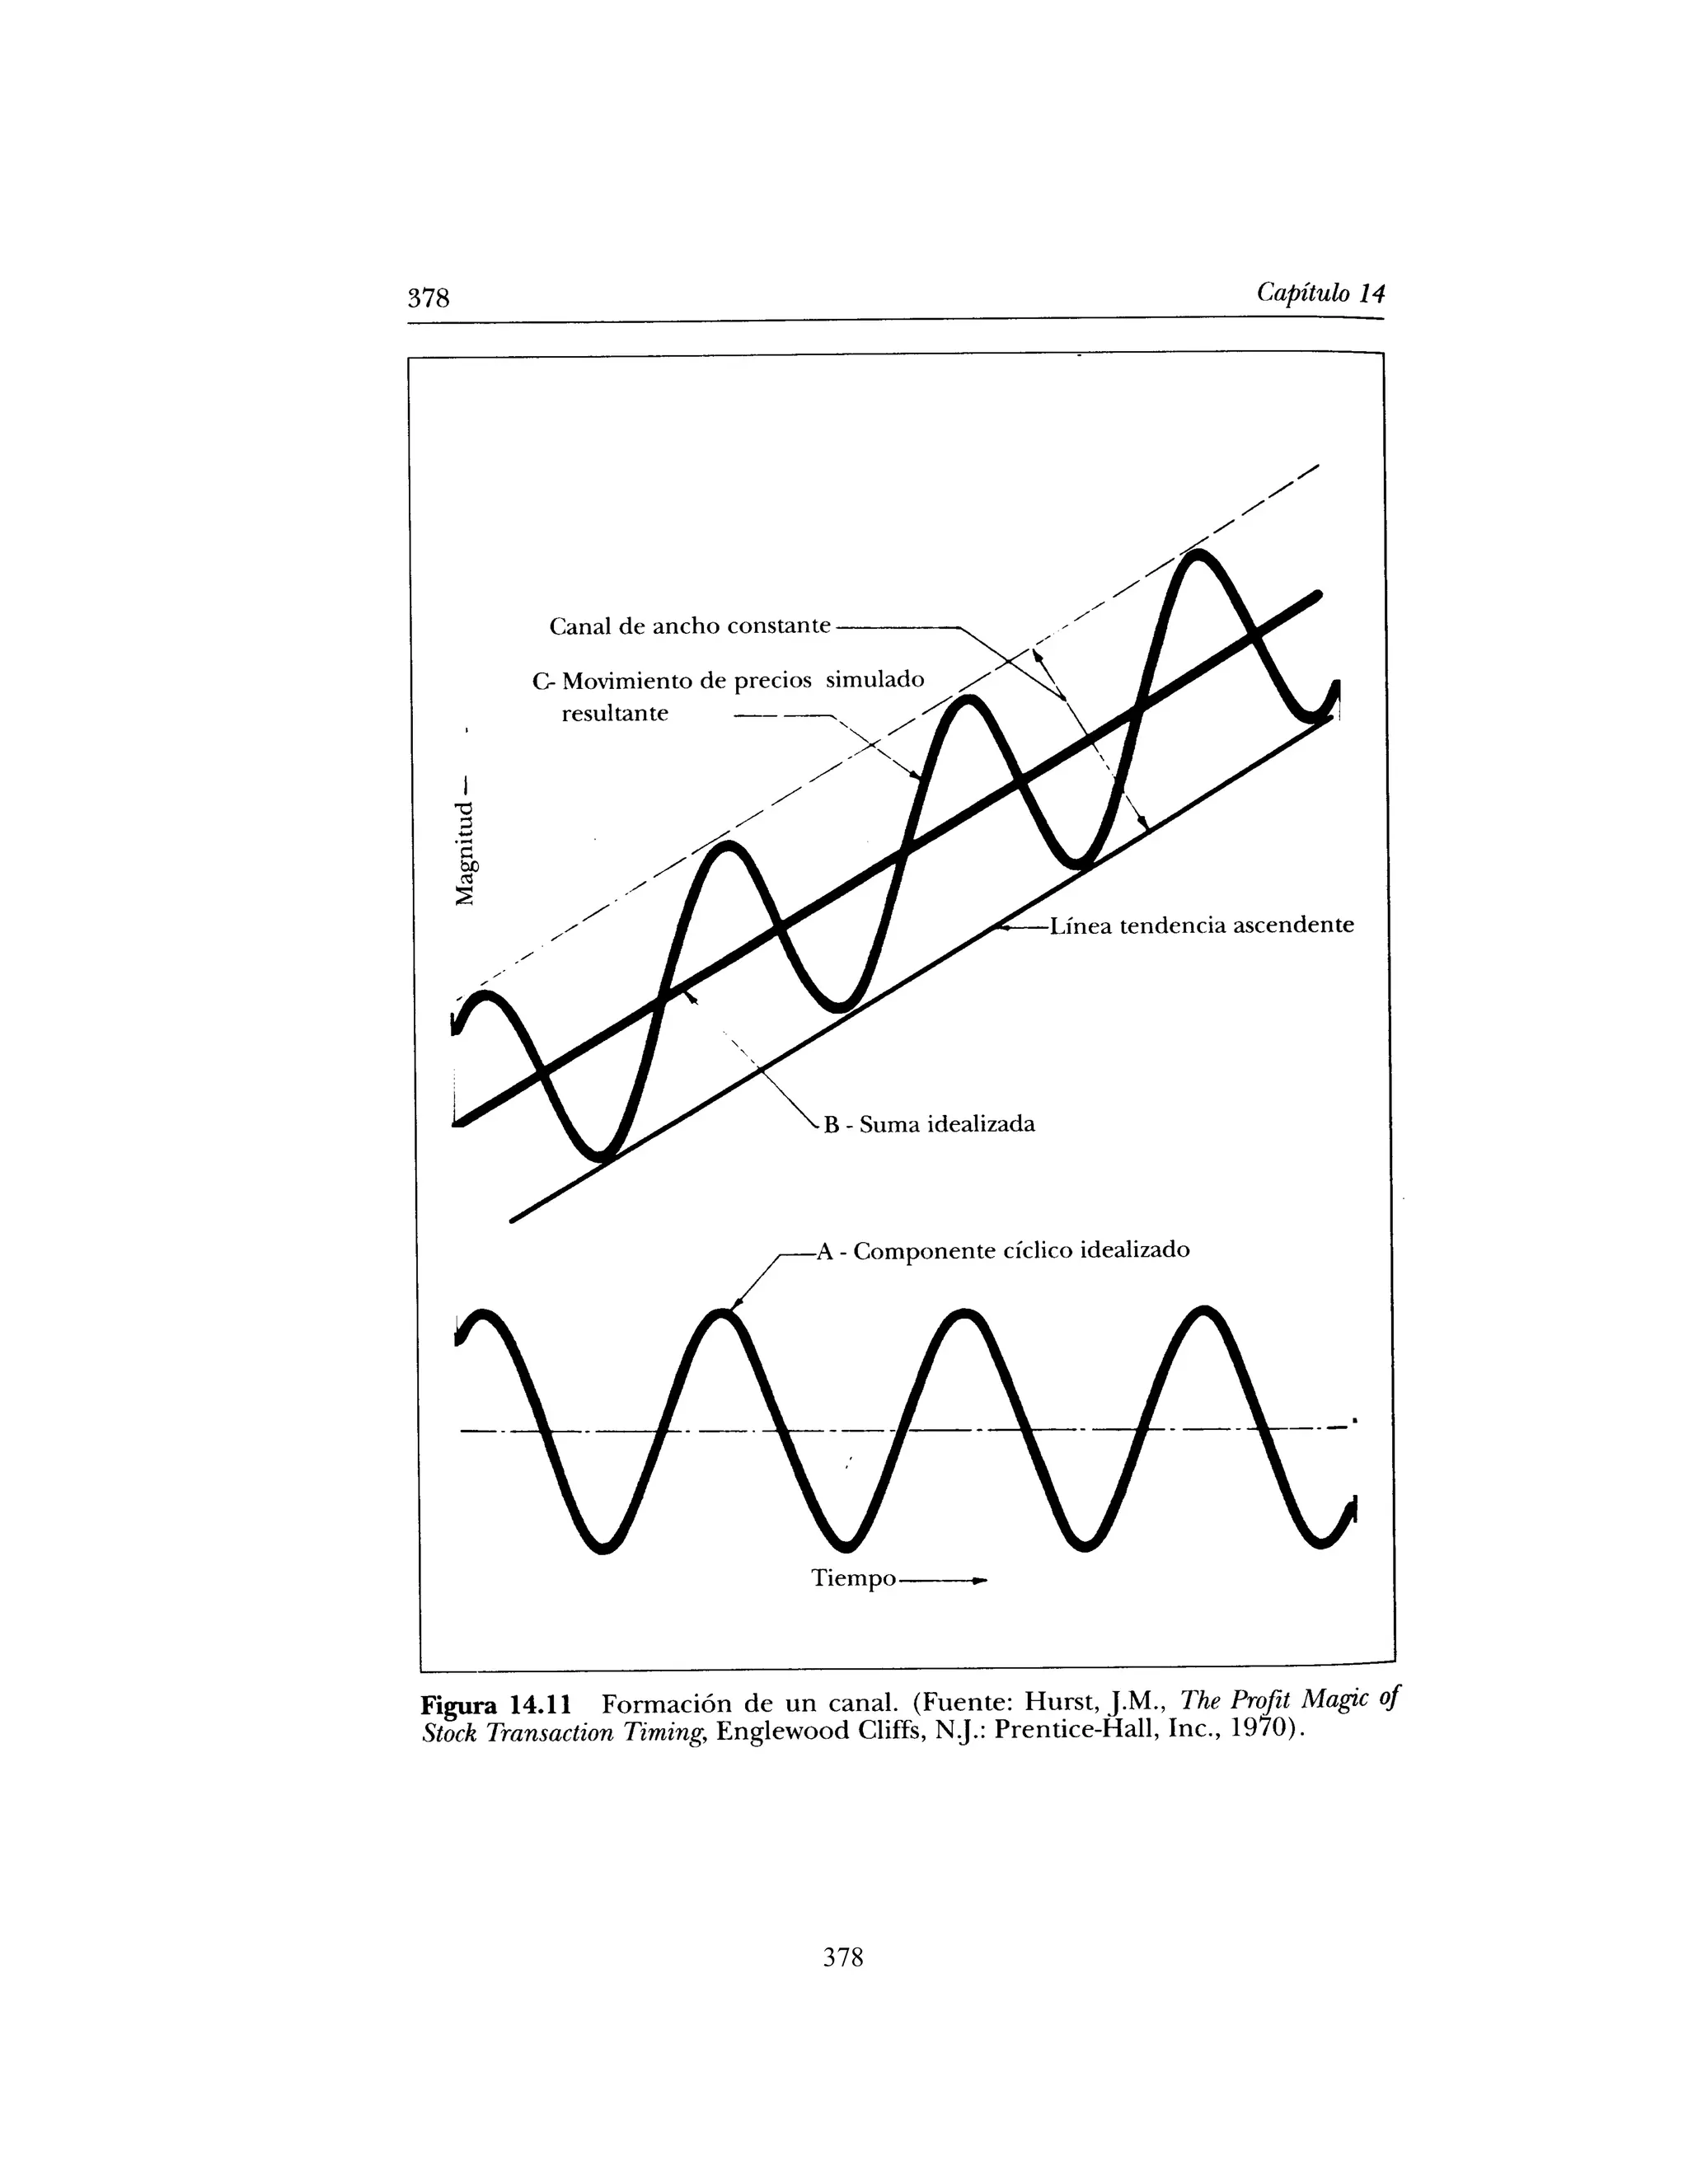 378
Capítulo 14
Canal de ancho constante
C- Movimiento de precios simulado
resultante
Magnitud
Línea tendencia ascendente
B - Suma idealizada
A - Componente cíclico idealizado
Tiempo
Figura 14.11 Formación de un canal. (Fuente: Hurst, J.M., The Profit Magic of
Stock Transaction Timing, Englewood Cliffs, N.J.: Prentice-Hall, Inc., 1970).
378